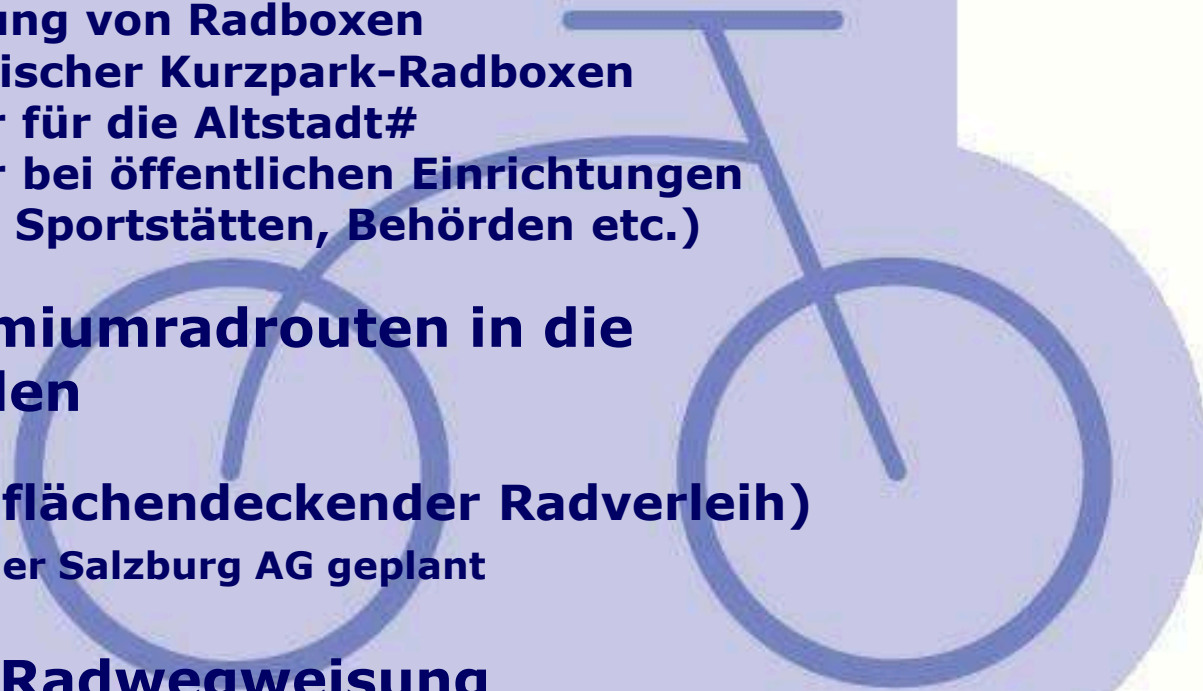 ung von Radboxen
ischer Kurzpark-Radboxen
r für die Altstadt#
r bei öffentlichen Einrichtungen
Sportstätten, Behörden etc.)
miumradrouten in die
len
flächendeckender Radverleih)
er Salzburg AG geplant
Radwegweisung